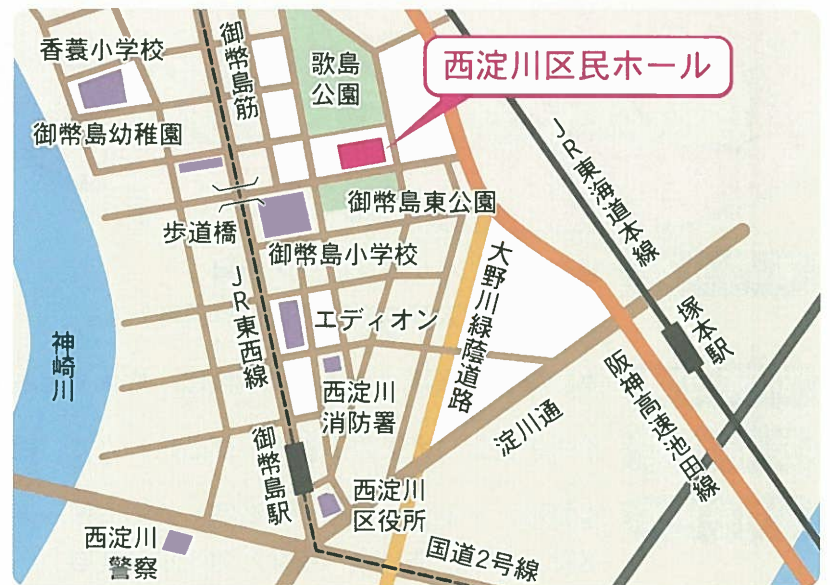 香蓑小学校
御幣島筋
歌島
公園
西淀川区民ホール
御幣島幼稚園
JR東海道本線
御幣島東公園
歩道橋
御幣島小学校
大野川緑蔭道路
JR東西線
エディオン
塚本駅
神崎川
西淀川
消防署
阪神高速池田線
淀川通
御幣島駅
西淀川
区役所
西淀川
警察
国道2号線